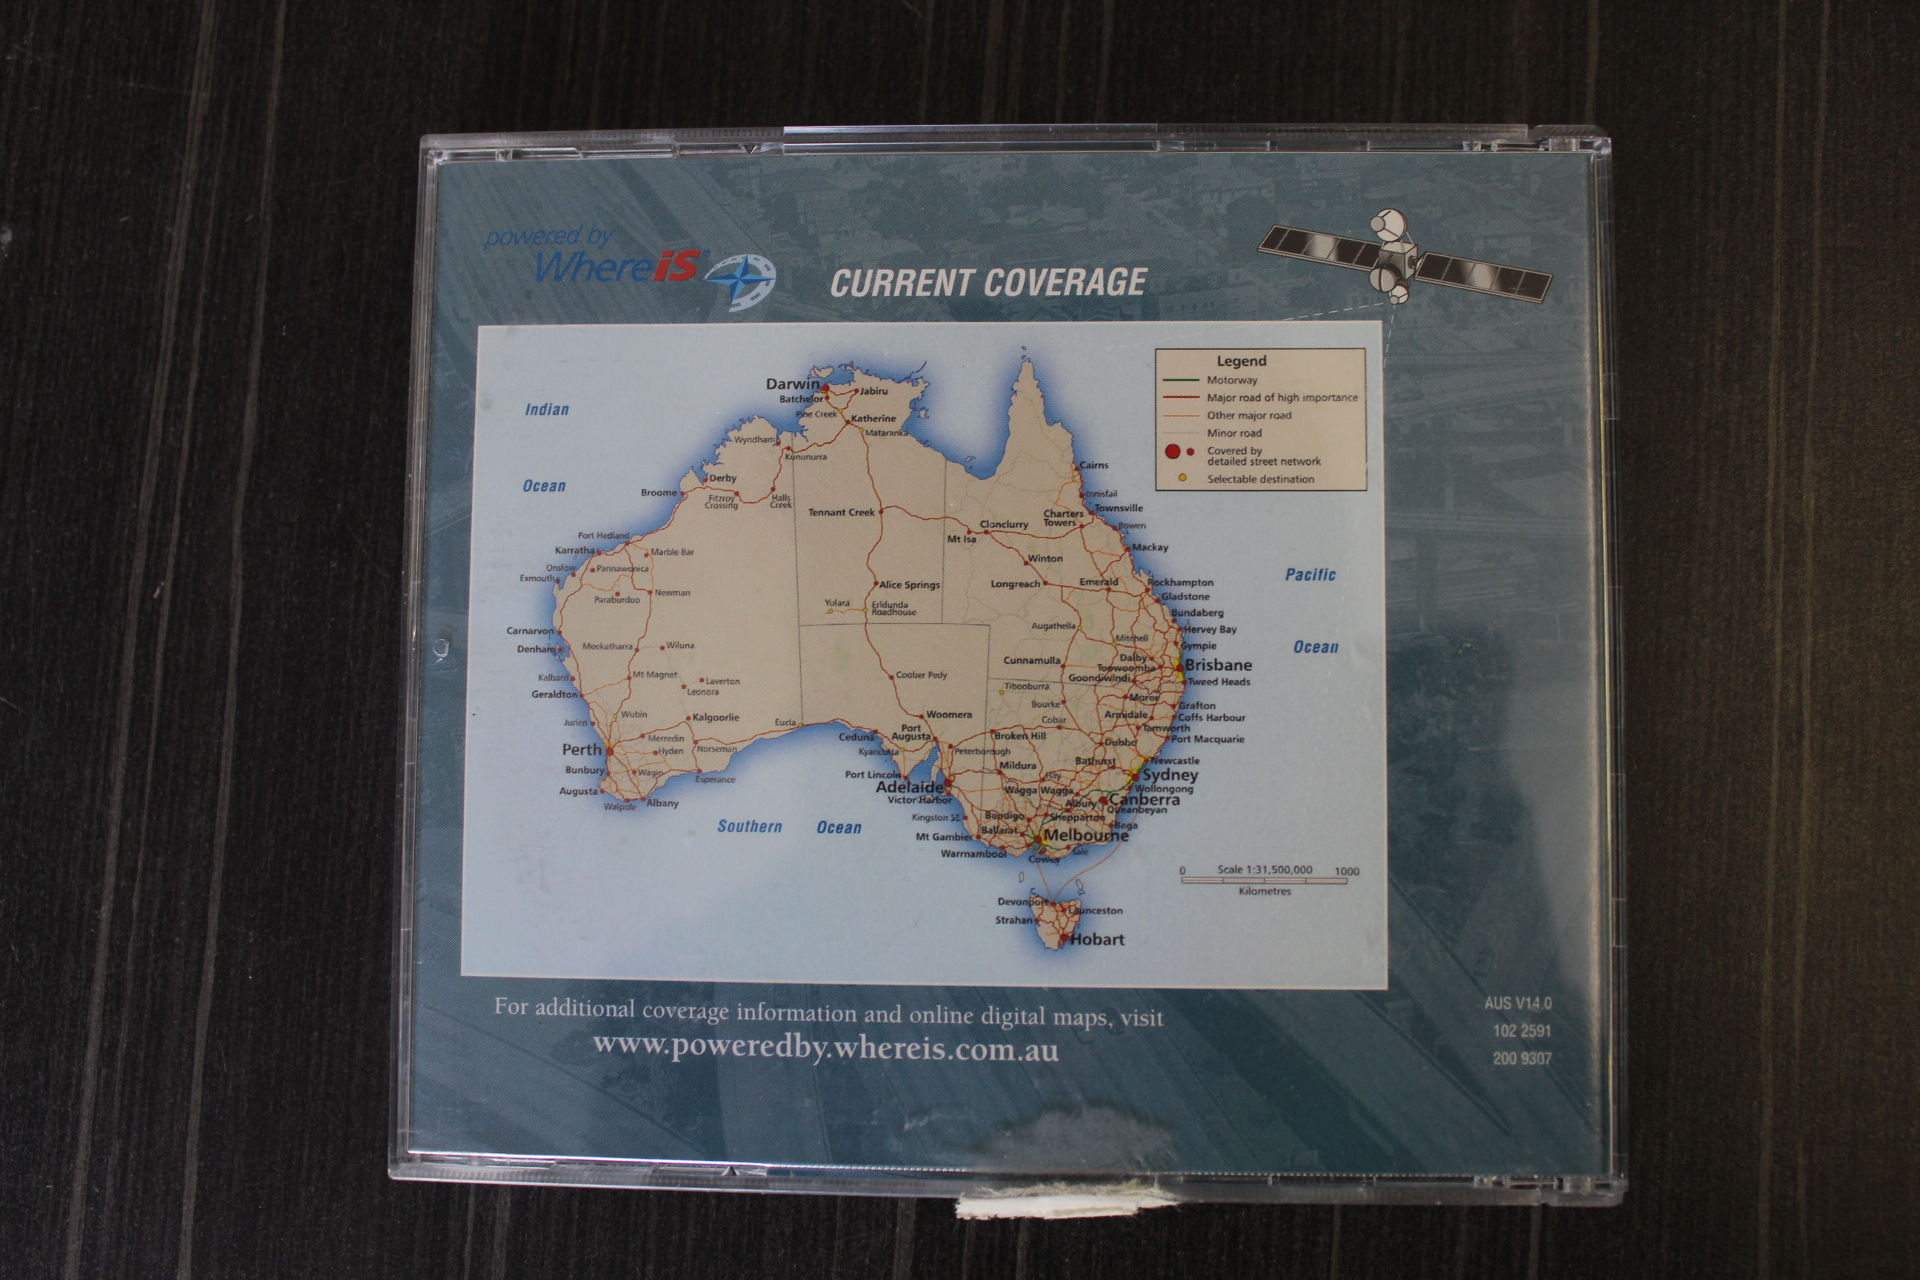 powered by
Whereis
CURRENT COVERAGE
Legend
Motorway
Major road of high importance
Other major road
Minor road
Covered by
detailed street network
Selectable destination
Indian
Ocean
Pacific
Ocean
Southern Ocean
Darwin
Batchelor
Jabiru
Pine Creek
Katherine
Mataranka
Wyndham
Kununurra
Derby
Broome
Fitzroy
Crossing
Halls
Creek
Tennant Creek
Cairns
Innisfail
Townsville
Charters
Towers
Bowen
Clonclurry
Mt Isa
Mackay
Port Hedland
Karratha
Marble Bar
Onslow
Pannawonica
Exmouth
Paraburdoo
Newman
Winton
Longreach
Emerald
Rockhampton
Gladstone
Alice Springs
Yulara
Erldunda
Roadhouse
Bundaberg
Hervey Bay
Augathella
Mitchell
Gympie
Carnarvon
Denham
Meekatharra
Wiluna
Cunnamulla
Dalby
Toowoomba
Brisbane
Goondiwindi
Tweed Heads
Kalbarri
Mt Magnet
Laverton
Leonora
Geraldton
Coober Pedy
Tibooburra
Bourke
Moree
Grafton
Coffs Harbour
Armidale
Jurien
Wubin
Kalgoorlie
Eucla
Woomera
Port
Augusta
Ceduna
Cobar
Tamworth
Port Macquarie
Broken Hill
Dubbo
Perth
Merredin
Hyden
Norseman
Kyancutta
Peterborough
Bunbury
Wagin
Esperance
Port Lincoln
Mildura
Bathurst
Newcastle
Hay
Sydney
Augusta
Walpole
Albany
Adelaide
Victor Harbor
Wagga Wagga
Wollongong
Albury
Canberra
Queanbeyan
Kingston SE
Bendigo
Shepparton
Bega
Mt Gambier
Ballarat
Melbourne
Warrnambool
Cowes
Sale
Devonport
Launceston
Strahan
Hobart
0 Scale 1:31,500,000 1000
Kilometres
For additional coverage information and online digital maps, visit
www.poweredby.whereis.com.au
AUS V14.0
102 2591
200 9307